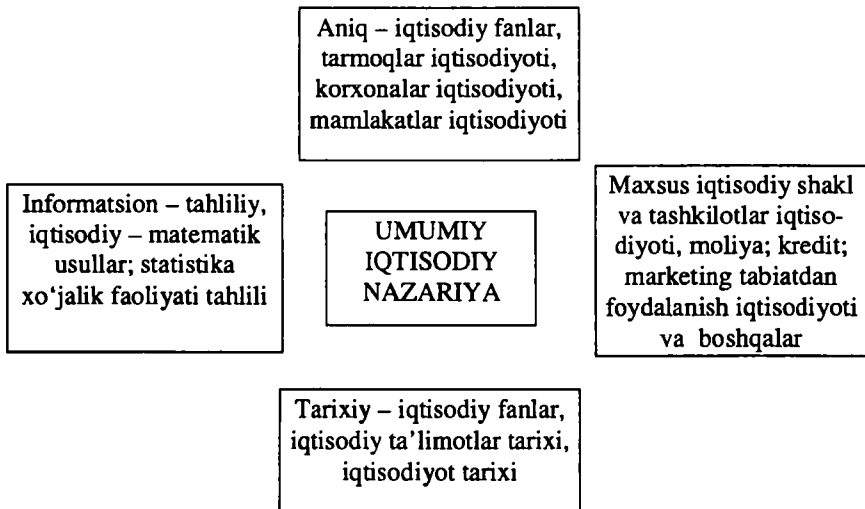 Aniq – iqtisodiy fanlar,
tarmoqlar iqtisodiyoti,
korxonalar iqtisodiyoti,
mamlakatlar iqtisodiyoti
Informatsion – tahliliy,
iqtisodiy – matematik
usullar; statistika
xo‘jalik faoliyati tahlili
UMUMIY
IQTISODIY
NAZARIYA
Maxsus iqtisodiy shakl
va tashkilotlar iqtiso-
diyoti, moliya; kredit;
marketing tabiatdan
foydalanish iqtisodiyoti
va boshqalar
Tarixiy – iqtisodiy fanlar,
iqtisodiy ta’limotlar tarixi,
iqtisodiyot tarixi